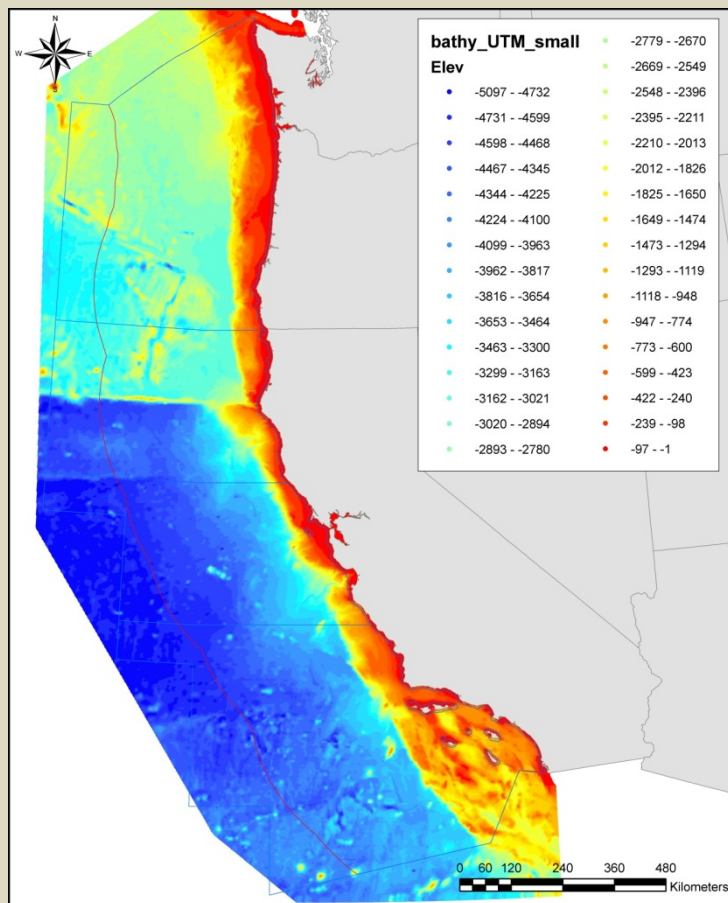 N
W E
S
bathy_UTM_small
Elev
-5097 - -4732
-4731 - -4599
-4598 - -4468
-4467 - -4345
-4344 - -4225
-4224 - -4100
-4099 - -3963
-3962 - -3817
-3816 - -3654
-3653 - -3464
-3463 - -3300
-3299 - -3163
-3162 - -3021
-3020 - -2894
-2893 - -2780
-2779 - -2670
-2669 - -2549
-2548 - -2396
-2395 - -2211
-2210 - -2013
-2012 - -1826
-1825 - -1650
-1649 - -1474
-1473 - -1294
-1293 - -1119
-1118 - -948
-947 - -774
-773 - -600
-599 - -423
-422 - -240
-239 - -98
-97 - -1
0 60 120 240 360 480
Kilometers